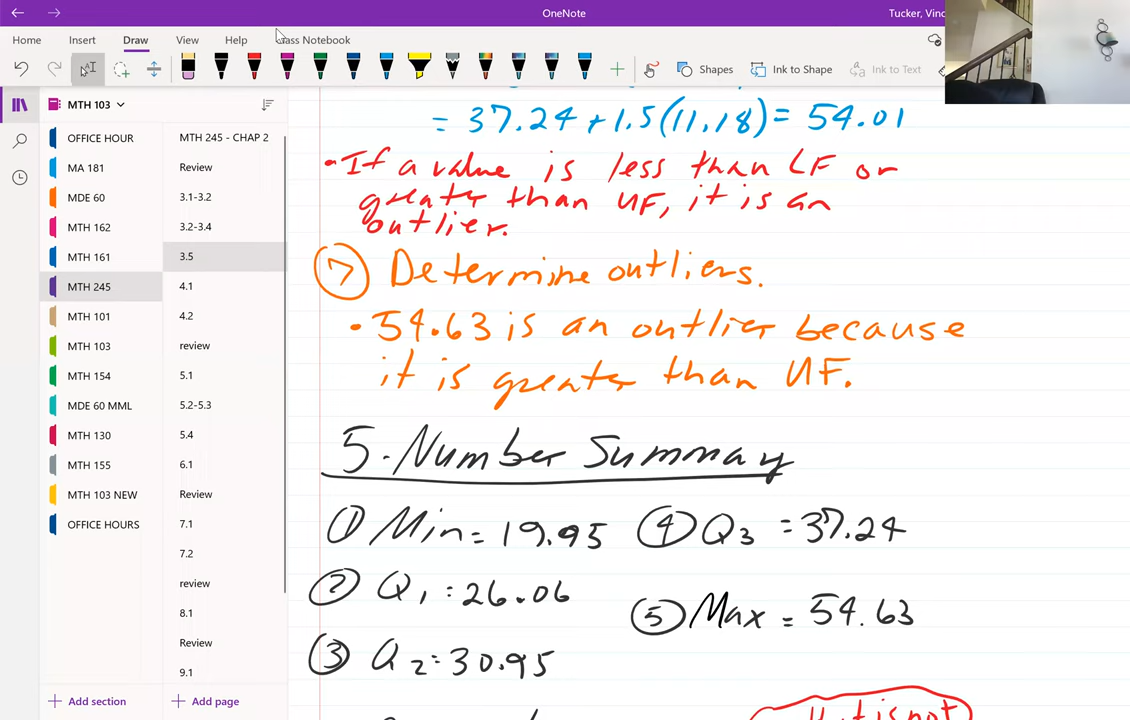 OneNote
Tucker, Vinc
Home Insert Draw View Help Class Notebook
Shapes Ink to Shape Ink to Text
MTH 103
OFFICE HOUR
MA 181
MDE 60
MTH 162
MTH 161
MTH 245
MTH 101
MTH 103
MTH 154
MDE 60 MML
MTH 130
MTH 155
MTH 103 NEW
OFFICE HOURS
Add section
MTH 245 - CHAP 2
Review
3.1-3.2
3.2-3.4
3.5
4.1
4.2
review
5.1
5.2-5.3
5.4
6.1
Review
7.1
7.2
review
8.1
Review
9.1
Add page
= 37.24 + 1.5(11.18) = 54.01
• If a value is less than LF or
greater than UF, it is an
outlier.
7 Determine outliers.
• 54.63 is an outlier because
it is greater than UF.
5-Number Summary
1 Min = 19.95 4 Q3 = 37.24
2 Q1 = 26.06
5 Max = 54.63
3 Q2 = 30.95